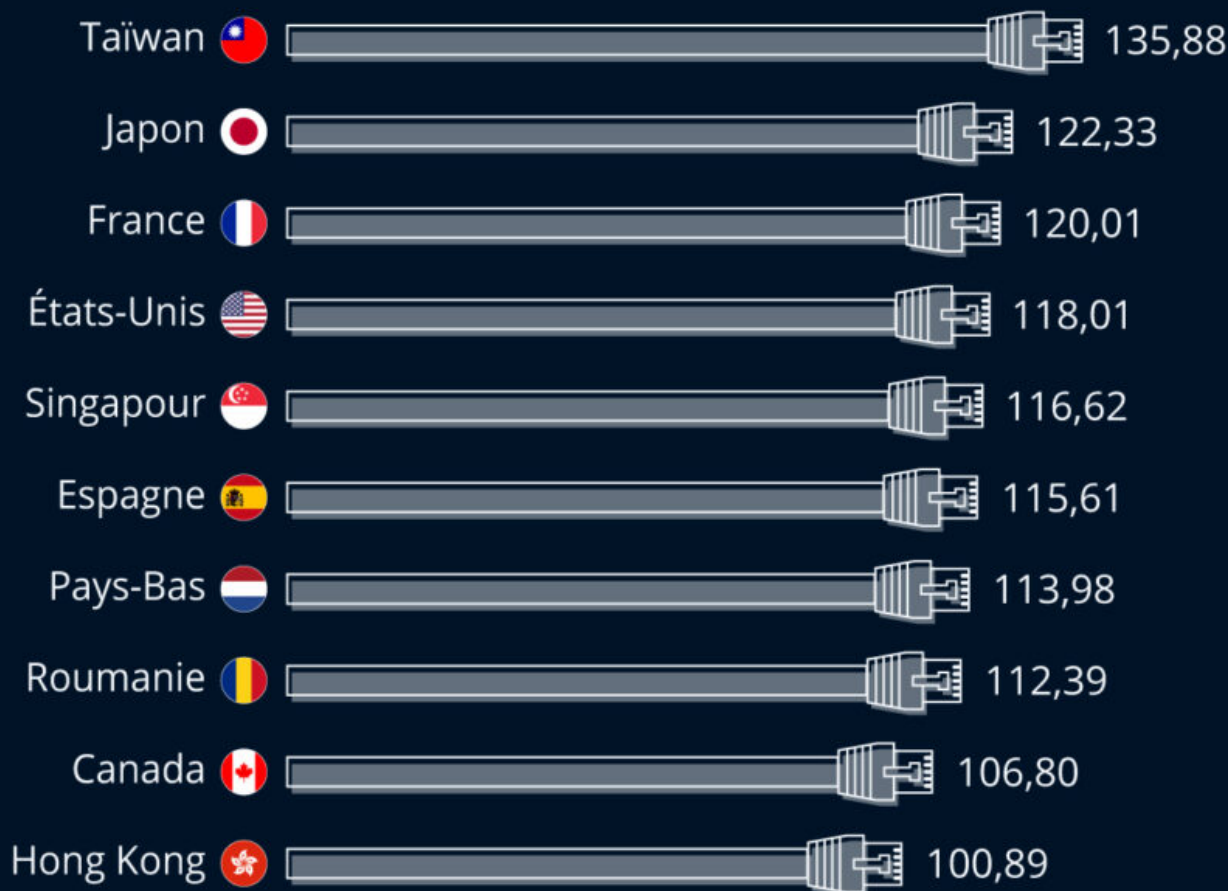 Taïwan 135,88
Japon 122,33
France 120,01
États-Unis 118,01
Singapour 116,62
Espagne 115,61
Pays-Bas 113,98
Roumanie 112,39
Canada 106,80
Hong Kong 100,89